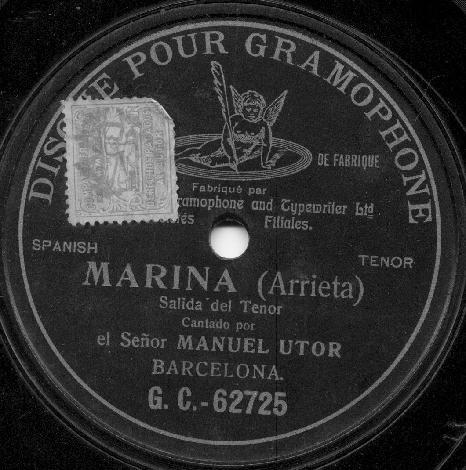 DISQUE POUR GRAMOPHONE
DE FABRIQUE
Fabriqué par
Gramophone and Typewriter Ltd
Filiales.
SPANISH
TENOR
MARINA (Arrieta)
Salida del Tenor
Cantado por
el Señor MANUEL UTOR
BARCELONA.
G. C.-62725